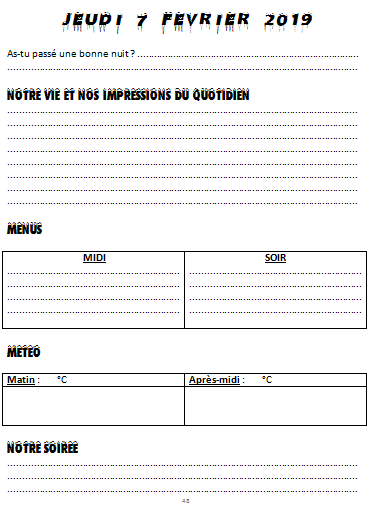 JEUDI 7 FÉVRIER 2019
As-tu passé une bonne nuit ? ..........................................................................
......................................................................................................................
NOTRE VIE ET NOS IMPRESSIONS DU QUOTIDIEN
......................................................................................................................
......................................................................................................................
......................................................................................................................
......................................................................................................................
......................................................................................................................
......................................................................................................................
......................................................................................................................
......................................................................................................................
MENUS
MIDI SOIR
.......................................................... ..........................................................
.......................................................... ..........................................................
.......................................................... ..........................................................
.......................................................... ..........................................................
METEO
Matin : °C Après-midi : °C
NOTRE SOIREE
......................................................................................................................
......................................................................................................................
......................................................................................................................
48